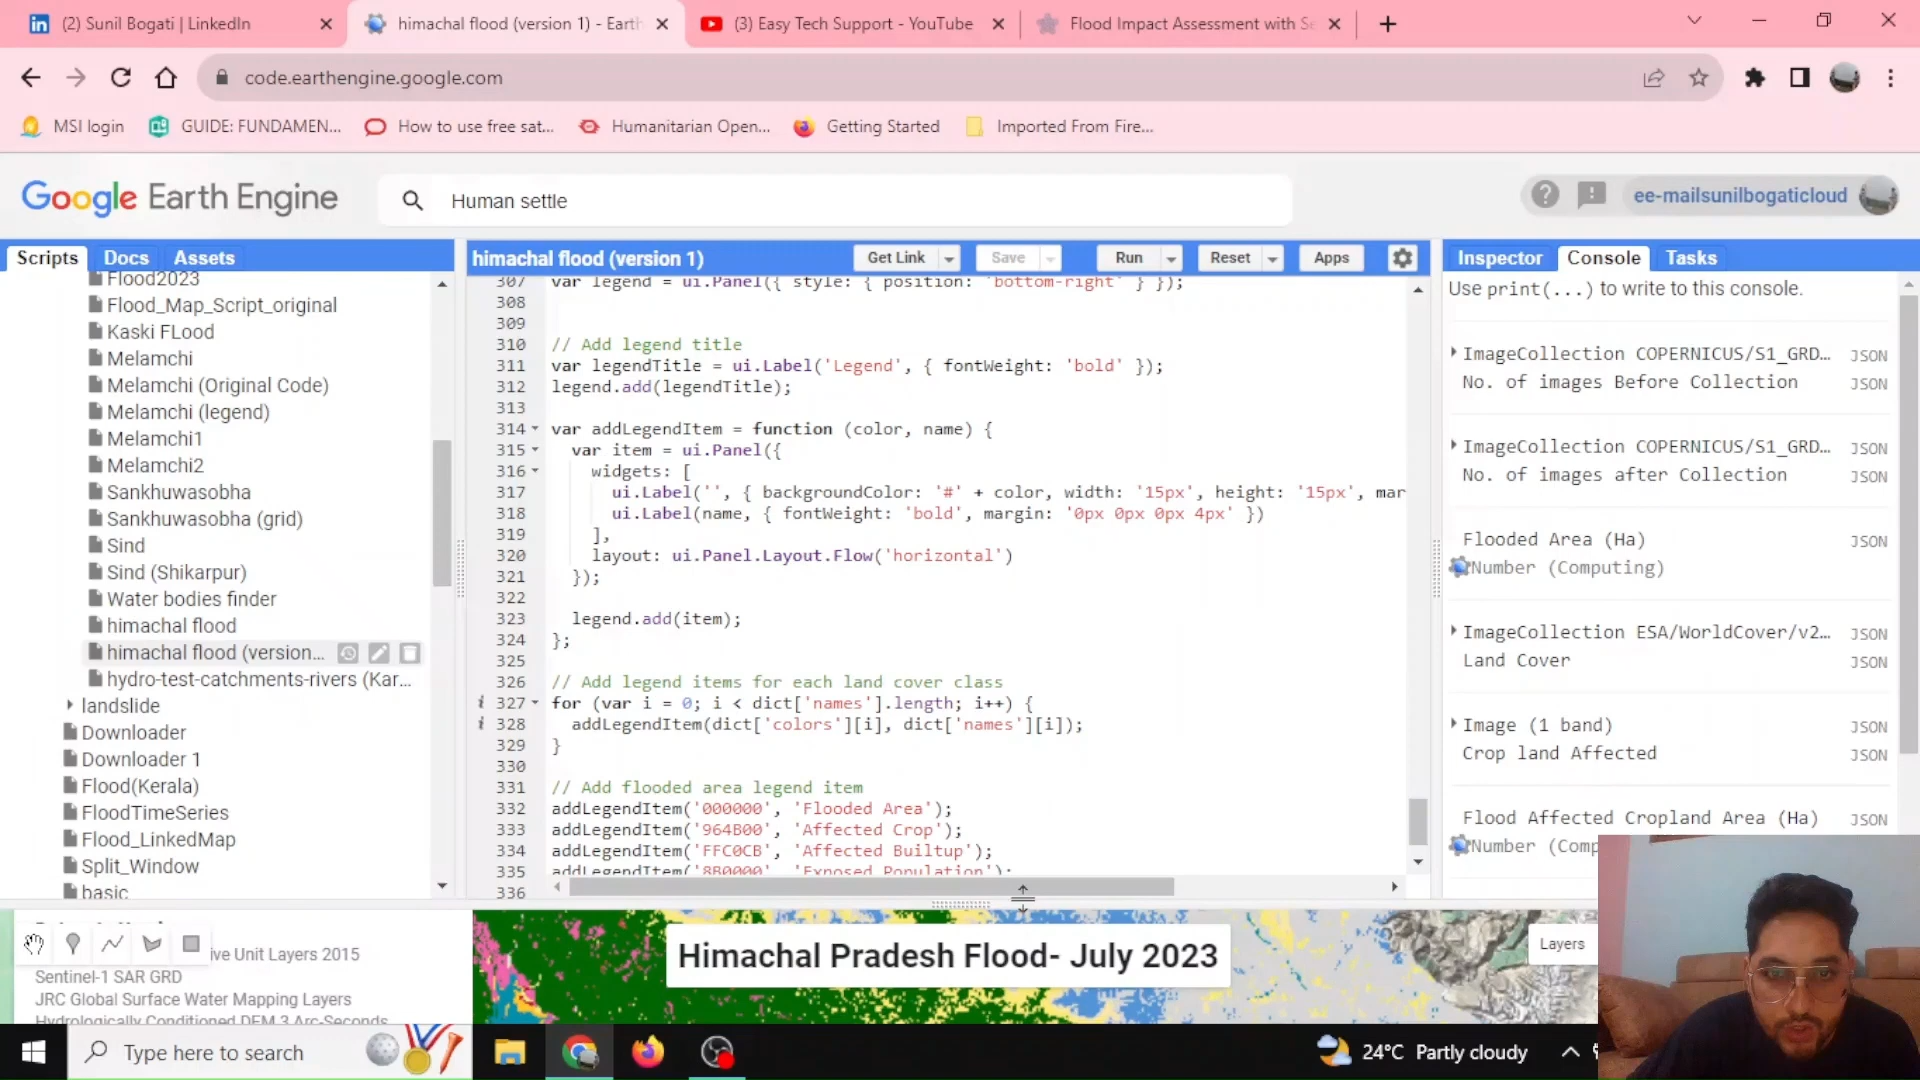 (2) Sunil Bogati | LinkedIn
himachal flood (version 1) - Earth
(3) Easy Tech Support - YouTube
Flood Impact Assessment with Se
code.earthengine.google.com
MSI login
GUIDE: FUNDAMEN...
How to use free sat...
Humanitarian Open...
Getting Started
Imported From Fire...
Google Earth Engine
Human settle
ee-mailsunilbogaticloud
Scripts
Docs
Assets
Flood2023
Flood_Map_Script_original
Kaski FLood
Melamchi
Melamchi (Original Code)
Melamchi (legend)
Melamchi1
Melamchi2
Sankhuwasobha
Sankhuwasobha (grid)
Sind
Sind (Shikarpur)
Water bodies finder
himachal flood
himachal flood (version...
hydro-test-catchments-rivers (Kar...
landslide
Downloader
Downloader 1
Flood(Kerala)
FloodTimeSeries
Flood_LinkedMap
Split_Window
basic
himachal flood (version 1)
Get Link
Save
Run
Reset
Apps
307 var legend = ui.Panel({ style: { position: 'bottom-right' } });
308
309
310 // Add legend title
311 var legendTitle = ui.Label('Legend', { fontWeight: 'bold' });
312 legend.add(legendTitle);
313
314 var addLegendItem = function (color, name) {
315 var item = ui.Panel({
316 widgets: [
317 ui.Label('', { backgroundColor: '#' + color, width: '15px', height: '15px', mar
318 ui.Label(name, { fontWeight: 'bold', margin: '0px 0px 0px 4px' })
319 ],
320 layout: ui.Panel.Layout.Flow('horizontal')
321 });
322
323 legend.add(item);
324 };
325
326 // Add legend items for each land cover class
i 327 for (var i = 0; i < dict['names'].length; i++) {
i 328 addLegendItem(dict['colors'][i], dict['names'][i]);
329 }
330
331 // Add flooded area legend item
332 addLegendItem('000000', 'Flooded Area');
333 addLegendItem('964B00', 'Affected Crop');
334 addLegendItem('FFC0CB', 'Affected Builtup');
335 addLegendItem('8B0000', 'Exposed Population');
336
Inspector
Console
Tasks
Use print(...) to write to this console.
ImageCollection COPERNICUS/S1_GRD... JSON
No. of images Before Collection JSON
ImageCollection COPERNICUS/S1_GRD... JSON
No. of images after Collection JSON
Flooded Area (Ha) JSON
Number (Computing)
ImageCollection ESA/WorldCover/v2... JSON
Land Cover JSON
Image (1 band) JSON
Crop land Affected JSON
Flood Affected Cropland Area (Ha) JSON
Number (Comp
ive Unit Layers 2015
Sentinel-1 SAR GRD
JRC Global Surface Water Mapping Layers
Hydrologically Conditioned DEM 3 Arc-Seconds
Himachal Pradesh Flood- July 2023
Layers
Type here to search
24°C Partly cloudy